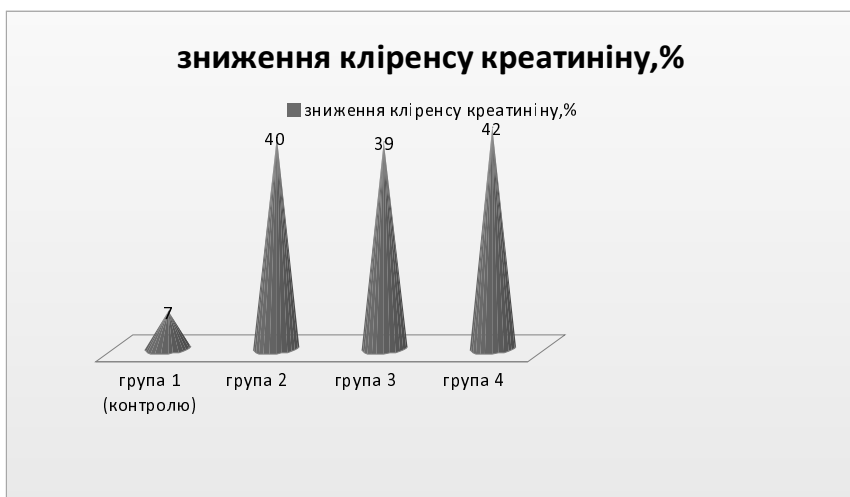 зниження кліренсу креатиніну,%
зниження кліренсу креатиніну,%
40
39
42
7
група 1
(контролю)
група 2
група 3
група 4